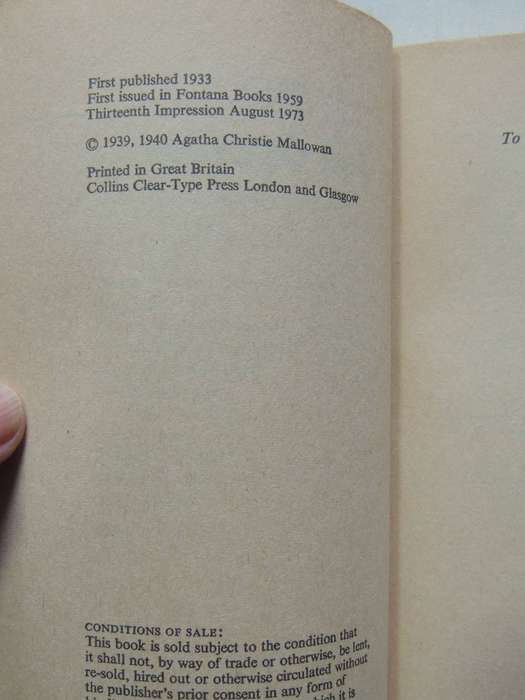 First published 1933
First issued in Fontana Books 1959
Thirteenth Impression August 1973
© 1939, 1940 Agatha Christie Mallowan
Printed in Great Britain
Collins Clear-Type Press London and Glasgow
To
CONDITIONS OF SALE:
This book is sold subject to the condition that
it shall not, by way of trade or otherwise, be lent,
re-sold, hired out or otherwise circulated without
the publisher's prior consent in any form of
which it is